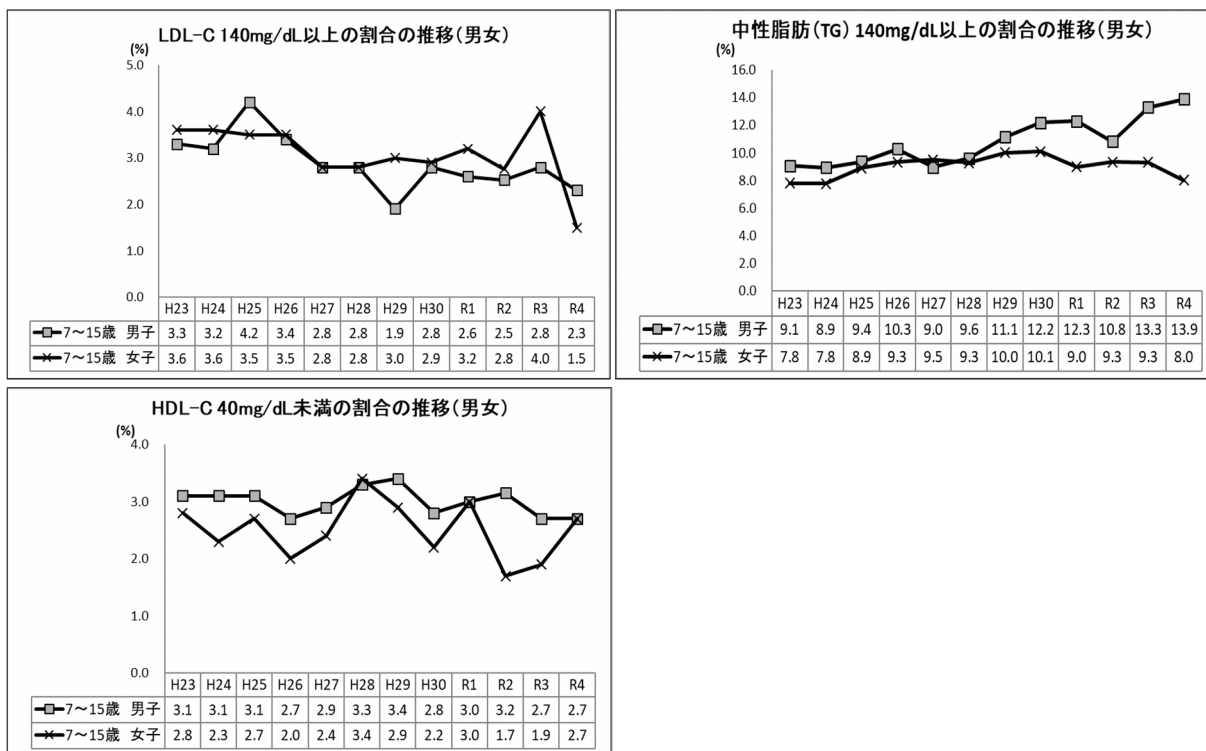 LDL-C 140mg/dL以上の割合の推移(男女)
(%)
5.0
4.0
3.0
2.0
1.0
0.0
H23 H24 H25 H26 H27 H28 H29 H30 R1 R2 R3 R4
7～15歳 男子 3.3 3.2 4.2 3.4 2.8 2.8 1.9 2.8 2.6 2.5 2.8 2.3
7～15歳 女子 3.6 3.6 3.5 3.5 2.8 2.8 3.0 2.9 3.2 2.8 4.0 1.5
中性脂肪(TG) 140mg/dL以上の割合の推移(男女)
(%)
16.0
14.0
12.0
10.0
8.0
6.0
4.0
2.0
0.0
H23 H24 H25 H26 H27 H28 H29 H30 R1 R2 R3 R4
7～15歳 男子 9.1 8.9 9.4 10.3 9.0 9.6 11.1 12.2 12.3 10.8 13.3 13.9
7～15歳 女子 7.8 7.8 8.9 9.3 9.5 9.3 10.0 10.1 9.0 9.3 9.3 8.0
HDL-C 40mg/dL未満の割合の推移(男女)
(%)
4.0
3.0
2.0
1.0
0.0
H23 H24 H25 H26 H27 H28 H29 H30 R1 R2 R3 R4
7～15歳 男子 3.1 3.1 3.1 2.7 2.9 3.3 3.4 2.8 3.0 3.2 2.7 2.7
7～15歳 女子 2.8 2.3 2.7 2.0 2.4 3.4 2.9 2.2 3.0 1.7 1.9 2.7